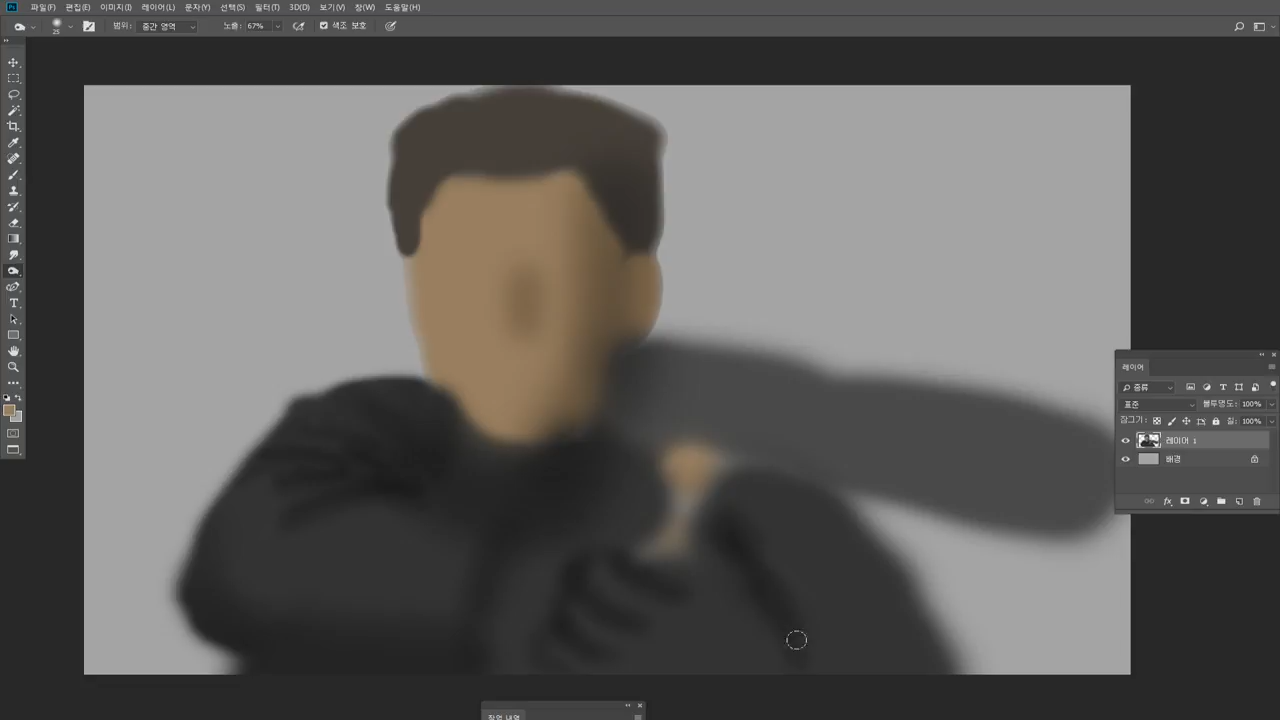 Ps 파일(F) 편집(E) 이미지(I) 레이어(L) 문자(Y) 선택(S) 필터(T) 3D(D) 보기(V) 창(W) 도움말(H)
25 범위: 중간 영역 노출: 67% 색조 보호
T
레이어
종류
표준 불투명도: 100%
잠그기: 칠: 100%
레이어 1
배경
fx
작업 내역